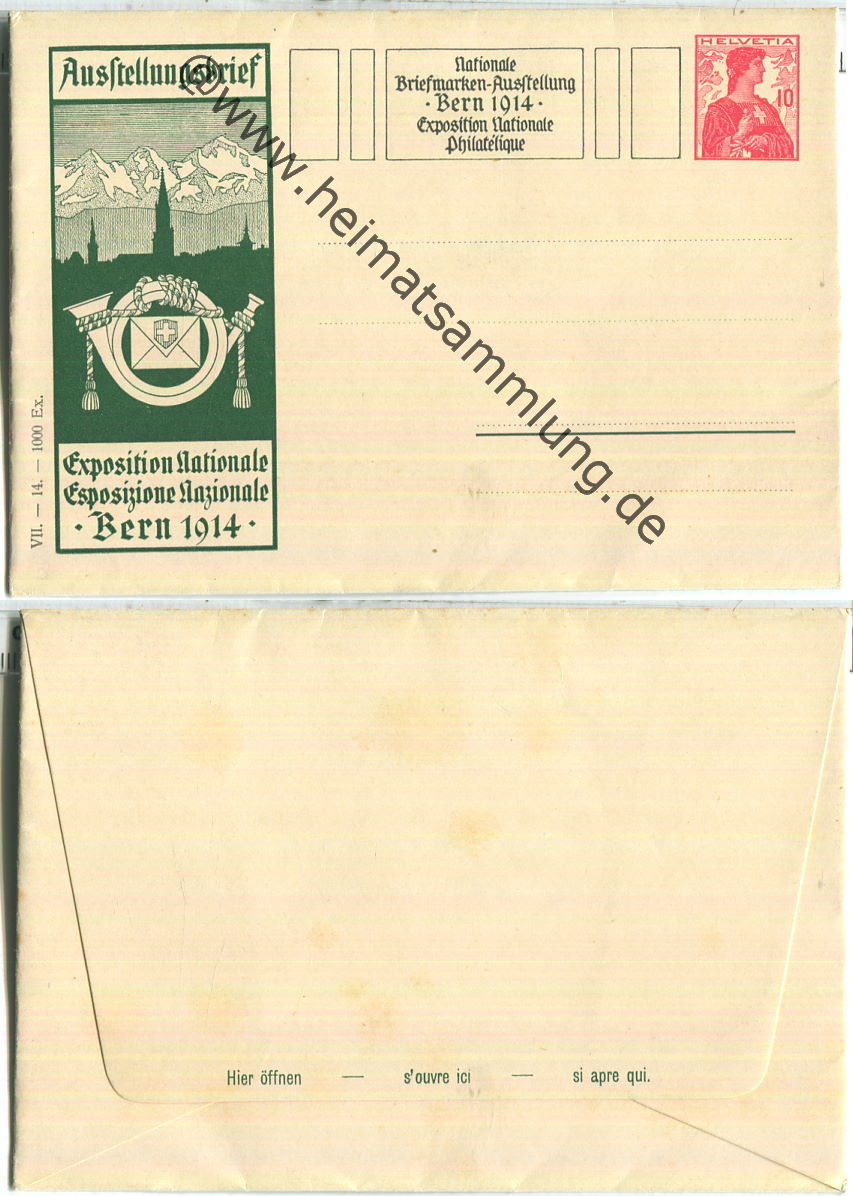 Ausstellungsbrief
Nationale
Briefmarken-Ausstellung
· Bern 1914 ·
Exposition Nationale
Philatélique
HELVETIA
10
VII. — 14. — 1000 Ex.
Exposition Nationale
Esposizione Nazionale
· Bern 1914 ·
@www.heimatsammlung.de
Hier öffnen — s'ouvre ici — si apre qui.